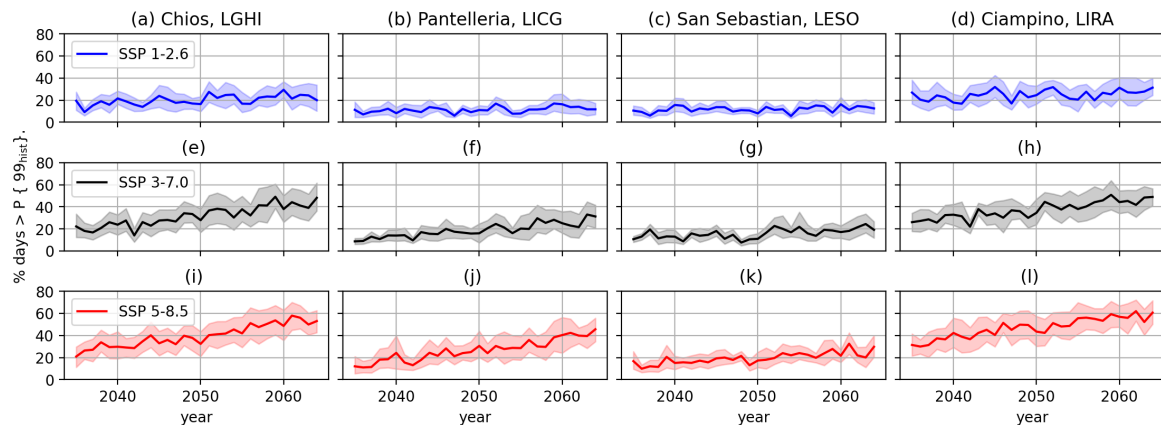 (a) Chios, LGHI
(b) Pantelleria, LICG
(c) San Sebastian, LESO
(d) Ciampino, LIRA
80
60
40
20
0
SSP 1-2.6
% days > P { 99hist}.
(e)
(f)
(g)
(h)
80
60
40
20
0
SSP 3-7.0
(i)
(j)
(k)
(l)
80
60
40
20
0
SSP 5-8.5
2040 2050 2060
2040 2050 2060
2040 2050 2060
2040 2050 2060
year
year
year
year